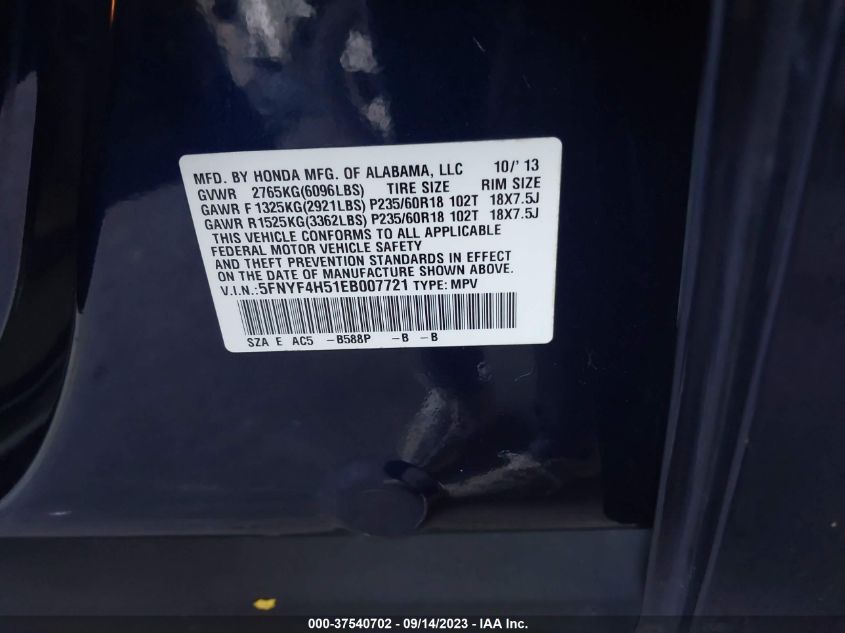 MFD. BY HONDA MFG. OF ALABAMA, LLC 10/'13
GVWR 2765KG(6096LBS) TIRE SIZE RIM SIZE
GAWR F 1325KG(2921LBS) P235/60R18 102T 18X7.5J
GAWR R1525KG(3362LBS) P235/60R18 102T 18X7.5J
THIS VEHICLE CONFORMS TO ALL APPLICABLE
FEDERAL MOTOR VEHICLE SAFETY
AND THEFT PREVENTION STANDARDS IN EFFECT
ON THE DATE OF MANUFACTURE SHOWN ABOVE.
V.I.N.:5FNYF4H51EB007721 TYPE: MPV
SZA E AC5 -B588P -B -B
000-37540702 - 09/14/2023 - IAA Inc.